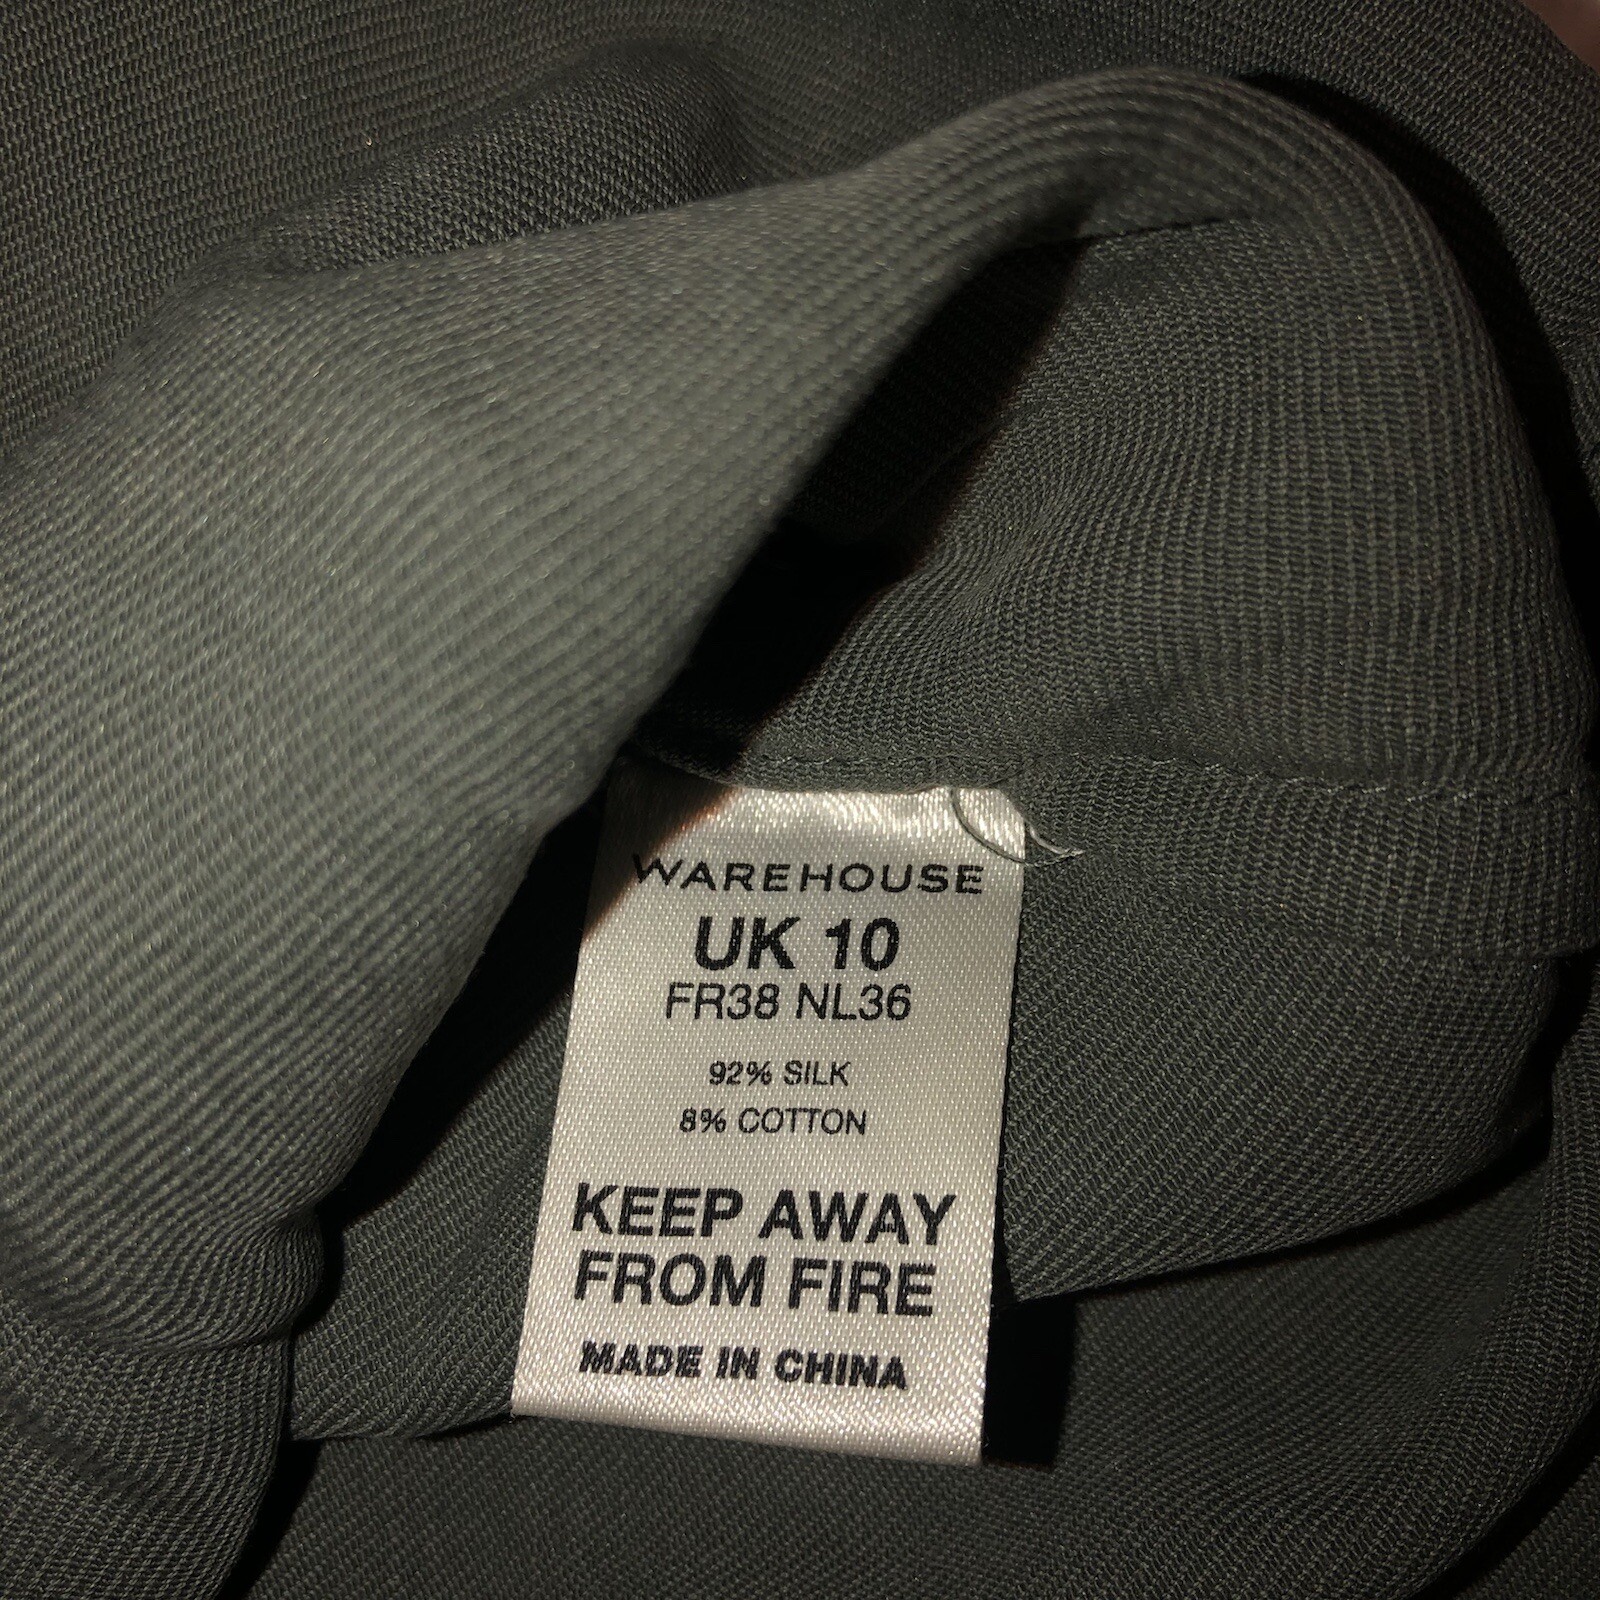 WAREHOUSE
UK 10
FR38 NL36
92% SILK
8% COTTON
KEEP AWAY
FROM FIRE
MADE IN CHINA